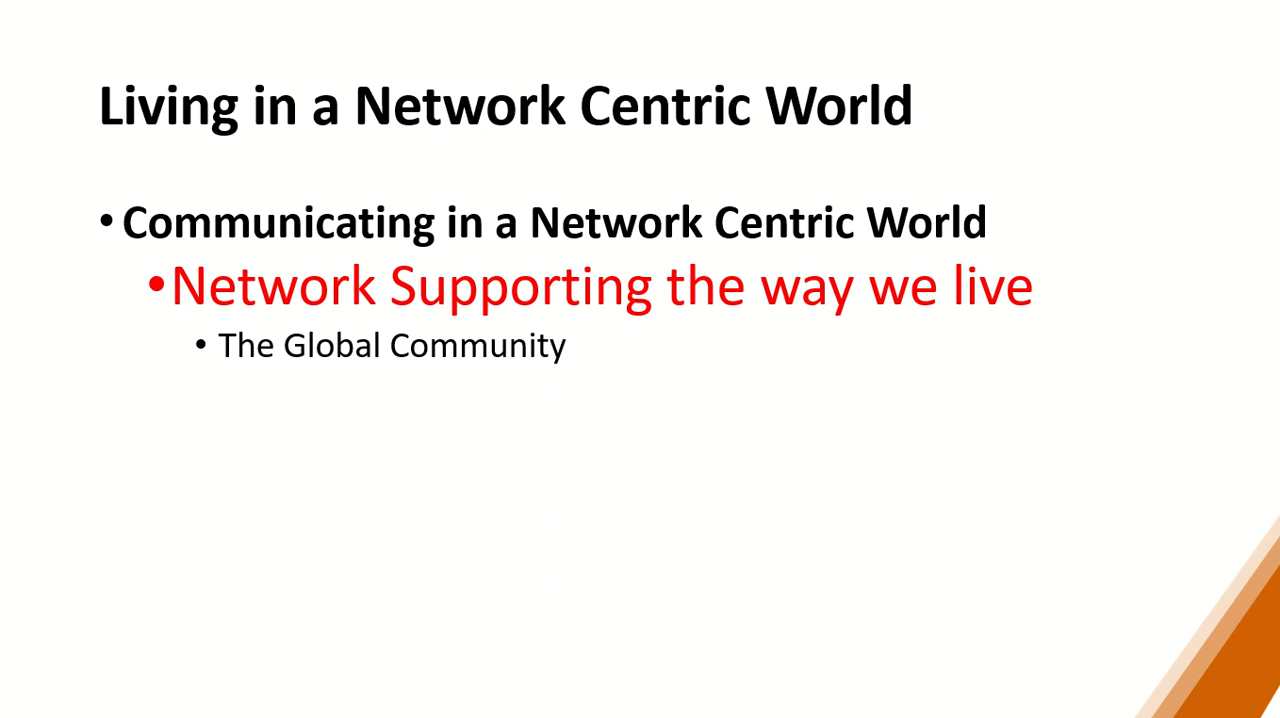 Living in a Network Centric World
• Communicating in a Network Centric World
• Network Supporting the way we live
• The Global Community